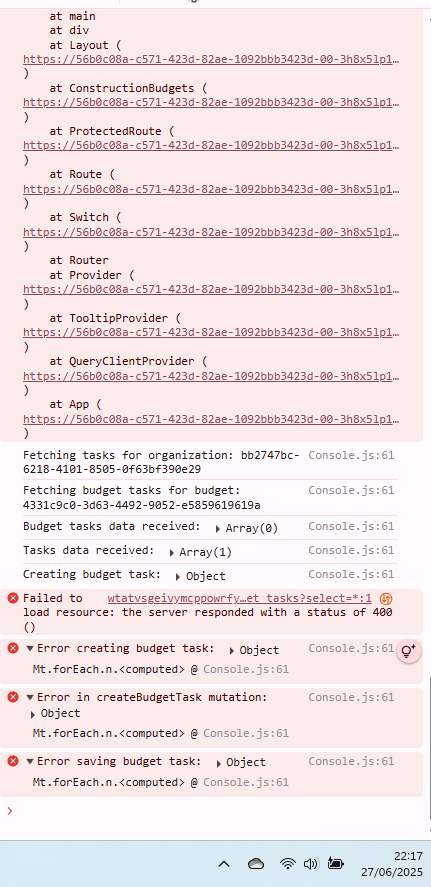 at main
at div
at Layout (
https://56b0c08a-c571-423d-82ae-1092bbb3423d-00-3h8x5lp1…
)
at ConstructionBudgets (
https://56b0c08a-c571-423d-82ae-1092bbb3423d-00-3h8x5lp1…
)
at ProtectedRoute (
https://56b0c08a-c571-423d-82ae-1092bbb3423d-00-3h8x5lp1…
)
at Route (
https://56b0c08a-c571-423d-82ae-1092bbb3423d-00-3h8x5lp1…
)
at Switch (
https://56b0c08a-c571-423d-82ae-1092bbb3423d-00-3h8x5lp1…
)
at Router
at Provider (
https://56b0c08a-c571-423d-82ae-1092bbb3423d-00-3h8x5lp1…
)
at TooltipProvider (
https://56b0c08a-c571-423d-82ae-1092bbb3423d-00-3h8x5lp1…
)
at QueryClientProvider (
https://56b0c08a-c571-423d-82ae-1092bbb3423d-00-3h8x5lp1…
)
at App (
https://56b0c08a-c571-423d-82ae-1092bbb3423d-00-3h8x5lp1…
)
Fetching tasks for organization: bb2747bc- Console.js:61
6218-4101-8505-0f63bf390e29
Fetching budget tasks for budget: Console.js:61
4331c9c0-3d63-4492-9052-e5859619619a
Budget tasks data received: ▸ Array(0) Console.js:61
Tasks data received: ▸ Array(1) Console.js:61
Creating budget task: ▸ Object Console.js:61
Failed to wtatvsgeivymcppowrfy…et_tasks?select=*:1
load resource: the server responded with a status of 400
()
▼ Error creating budget task: ▸ Object Console.js:61
Mt.forEach.n.<computed> @ Console.js:61
▼ Error in createBudgetTask mutation: Console.js:61
▸ Object
Mt.forEach.n.<computed> @ Console.js:61
▼ Error saving budget task: ▸ Object Console.js:61
Mt.forEach.n.<computed> @ Console.js:61
22:17
27/06/2025